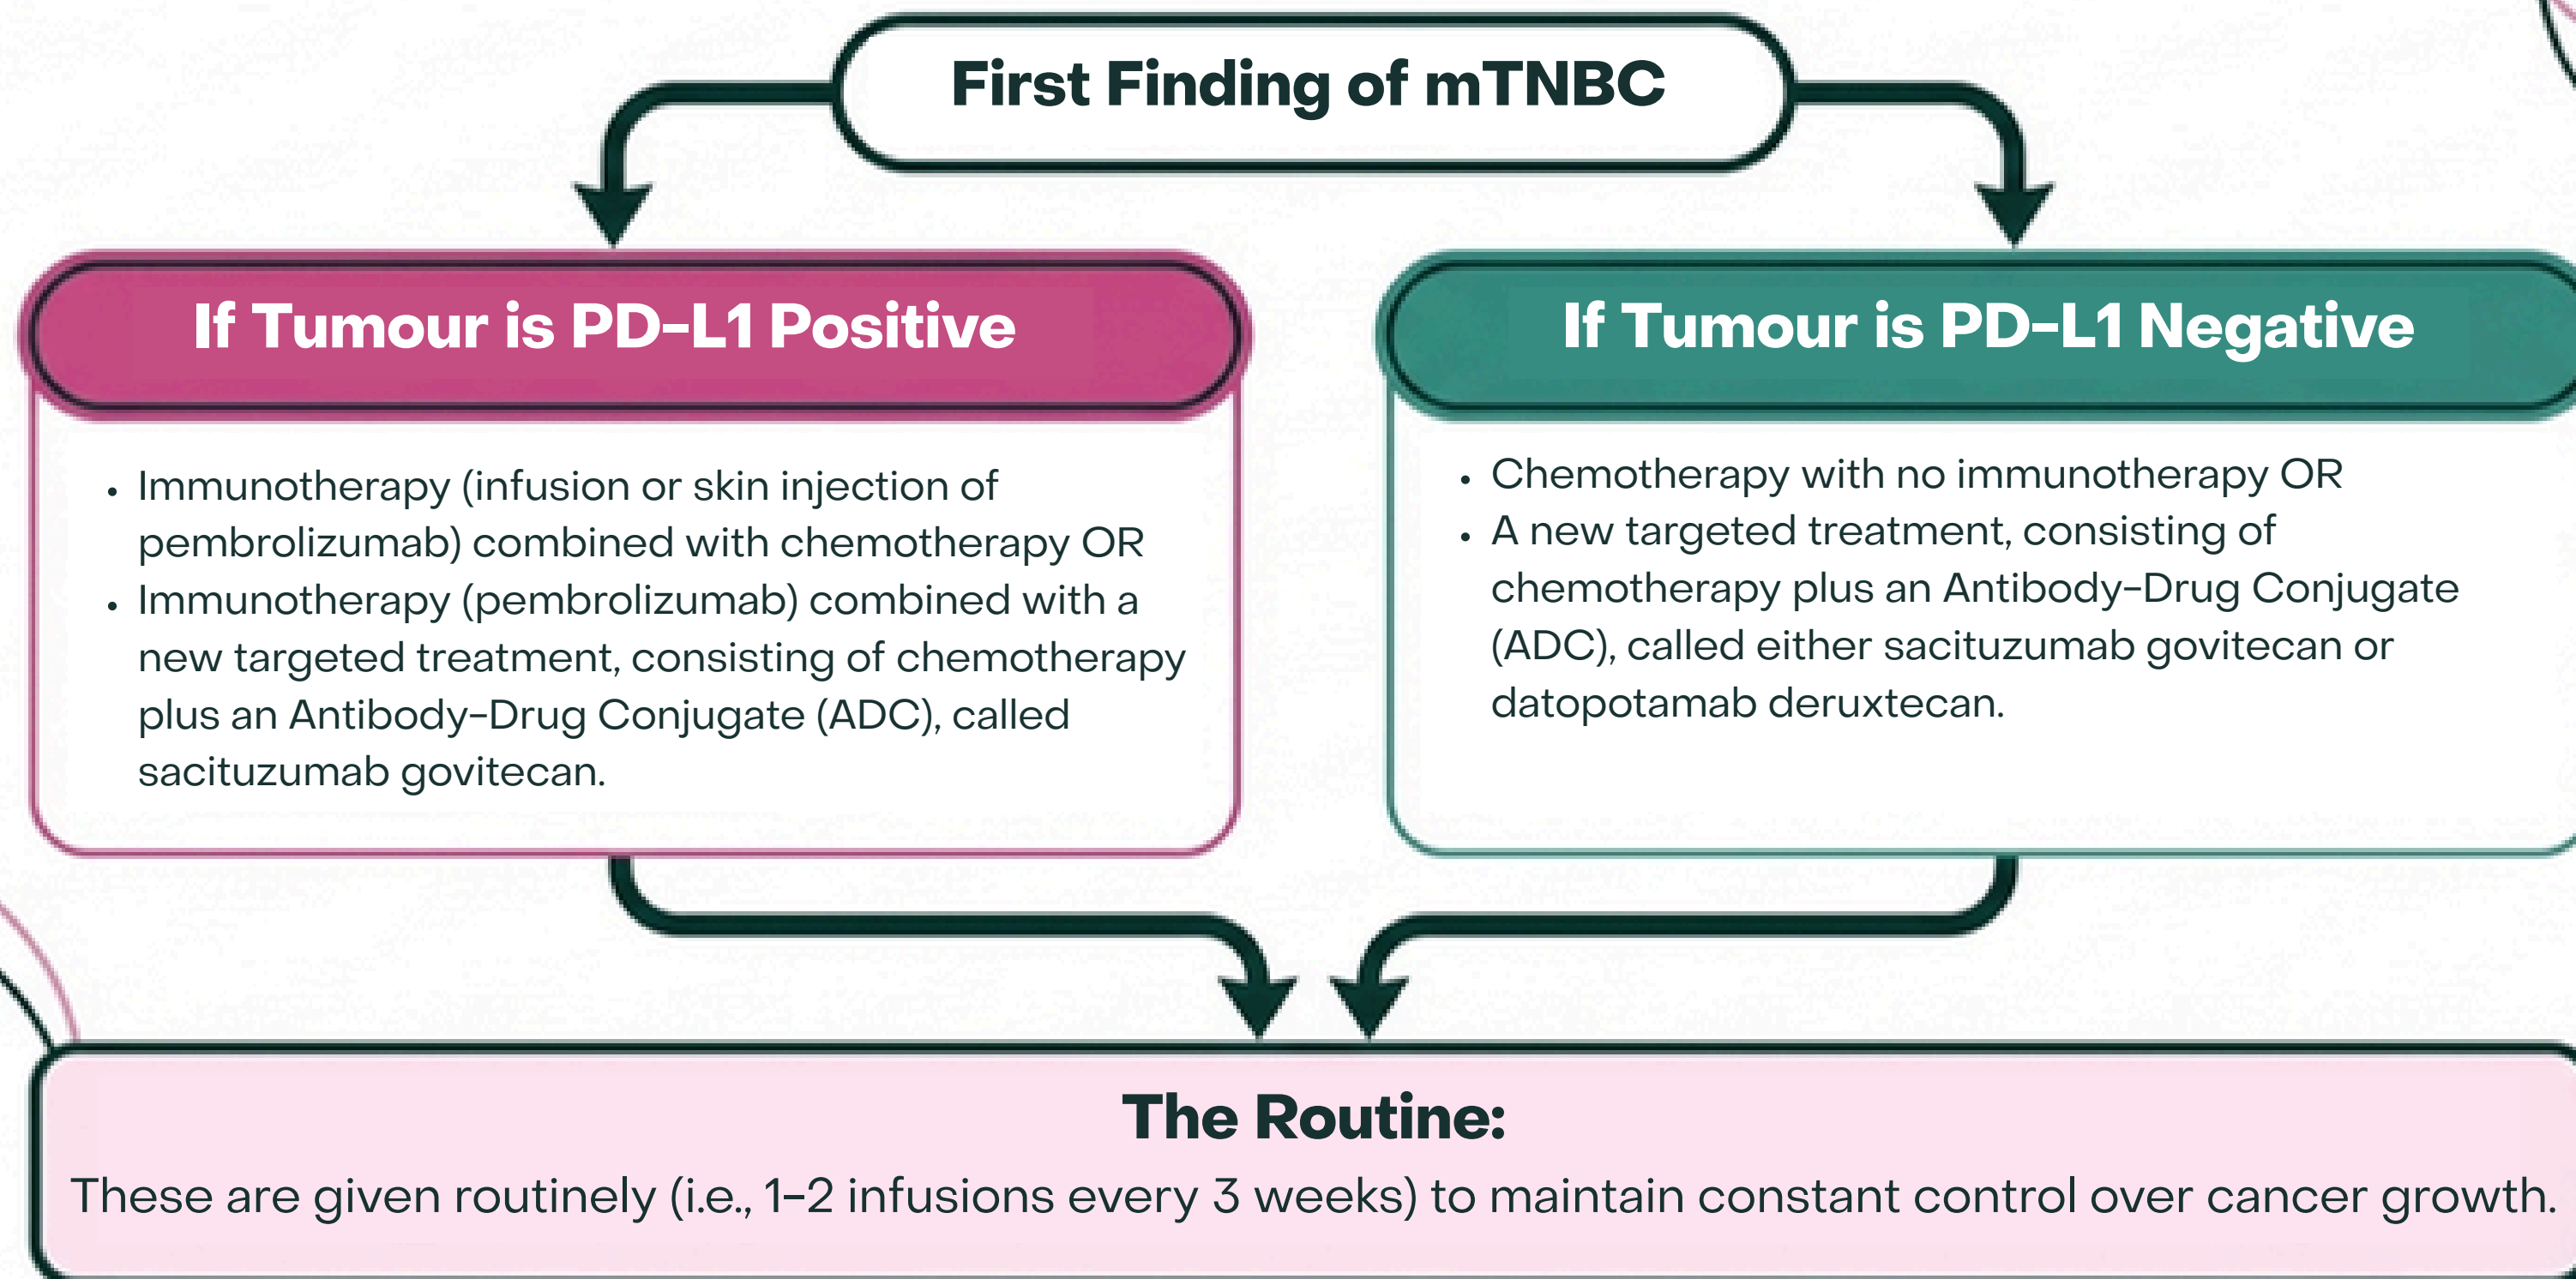 First Finding of mTNBC
If Tumour is PD-L1 Positive
• Immunotherapy (infusion or skin injection of
pembrolizumab) combined with chemotherapy OR
• Immunotherapy (pembrolizumab) combined with a
new targeted treatment, consisting of chemotherapy
plus an Antibody-Drug Conjugate (ADC), called
sacituzumab govitecan.
If Tumour is PD-L1 Negative
• Chemotherapy with no immunotherapy OR
• A new targeted treatment, consisting of
chemotherapy plus an Antibody-Drug Conjugate
(ADC), called either sacituzumab govitecan or
datopotamab deruxtecan.
The Routine:
These are given routinely (i.e., 1-2 infusions every 3 weeks) to maintain constant control over cancer growth.